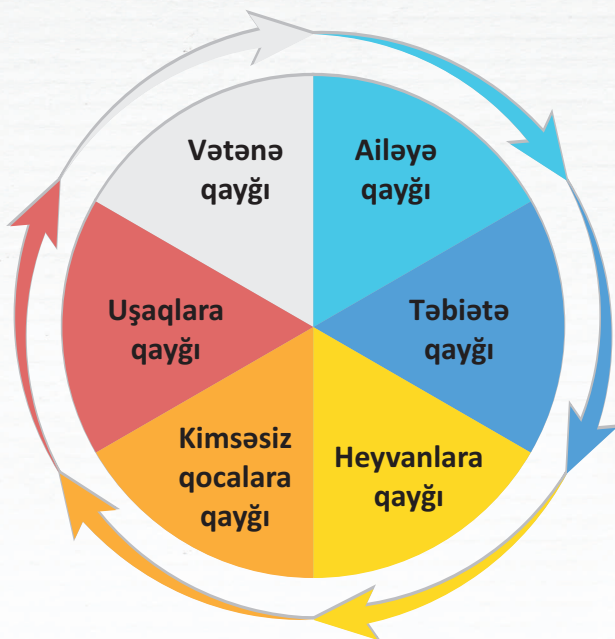 Vətənə
qayğı
Ailəyə
qayğı
Təbiətə
qayğı
Heyvanlara
qayğı
Kimsəsiz
qocalara
qayğı
Uşaqlara
qayğı